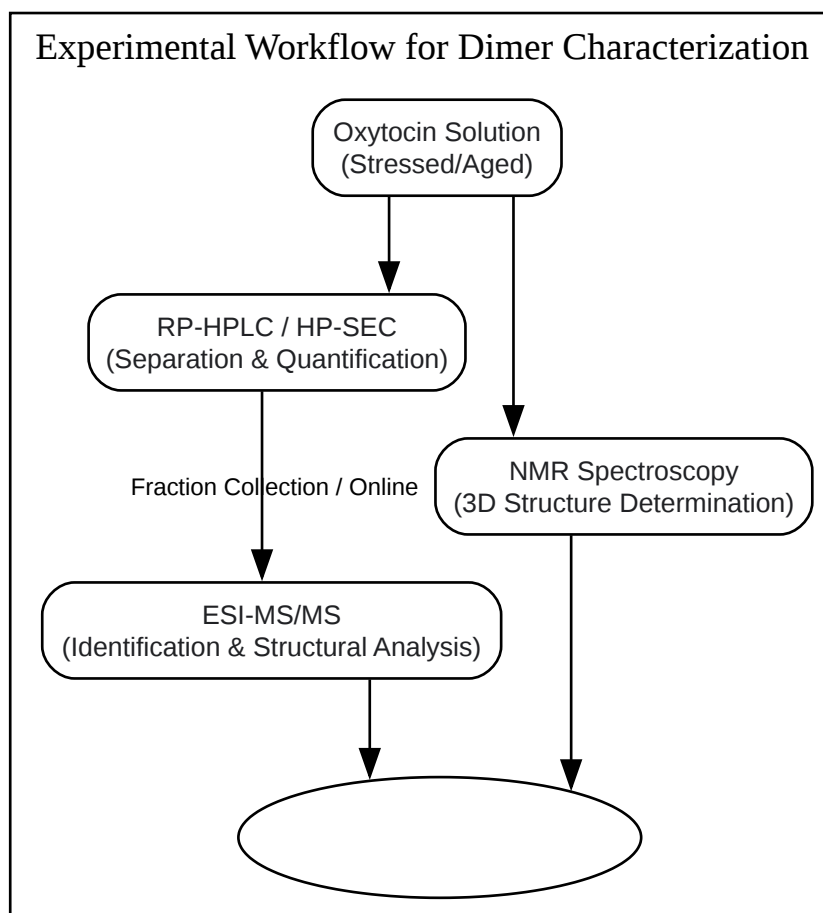 Experimental Workflow for Dimer Characterization
Oxytocin Solution
(Stressed/Aged)
RP-HPLC / HP-SEC
(Separation & Quantification)
Fraction Collection / Online
NMR Spectroscopy
(3D Structure Determination)
ESI-MS/MS
(Identification & Structural Analysis)